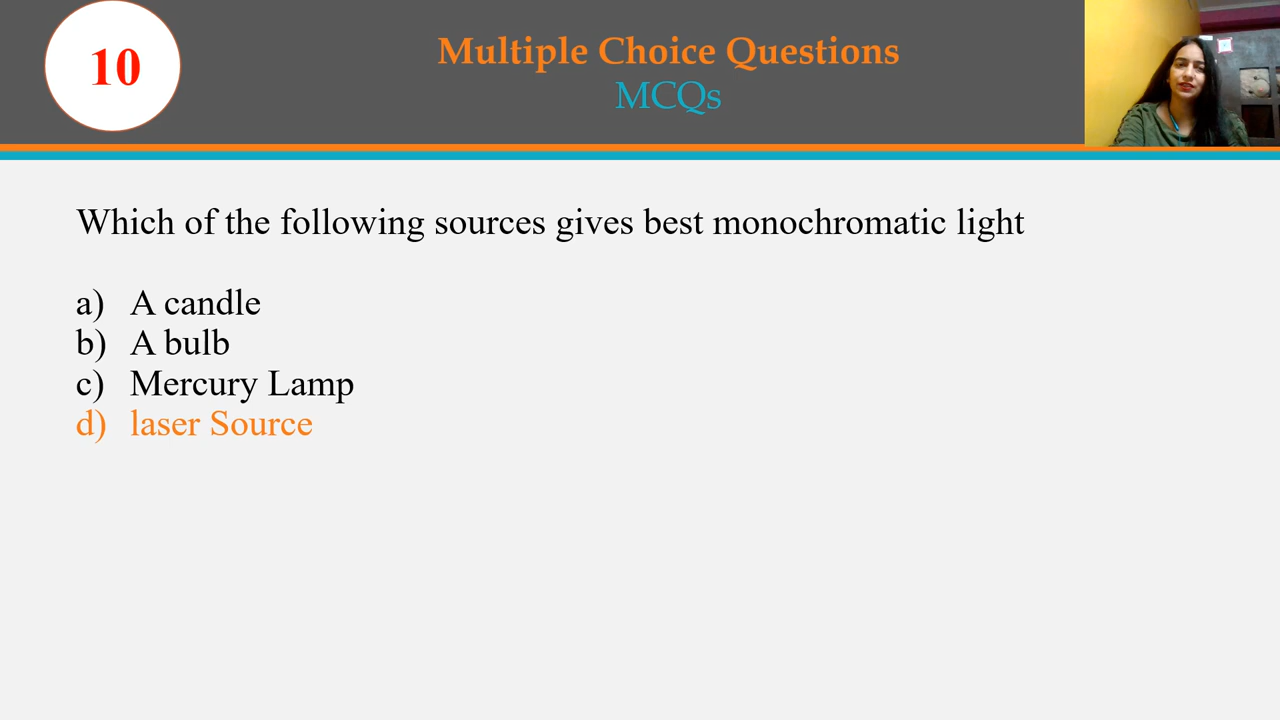 10
Multiple Choice Questions
MCQs
Which of the following sources gives best monochromatic light
a) A candle
b) A bulb
c) Mercury Lamp
d) laser Source